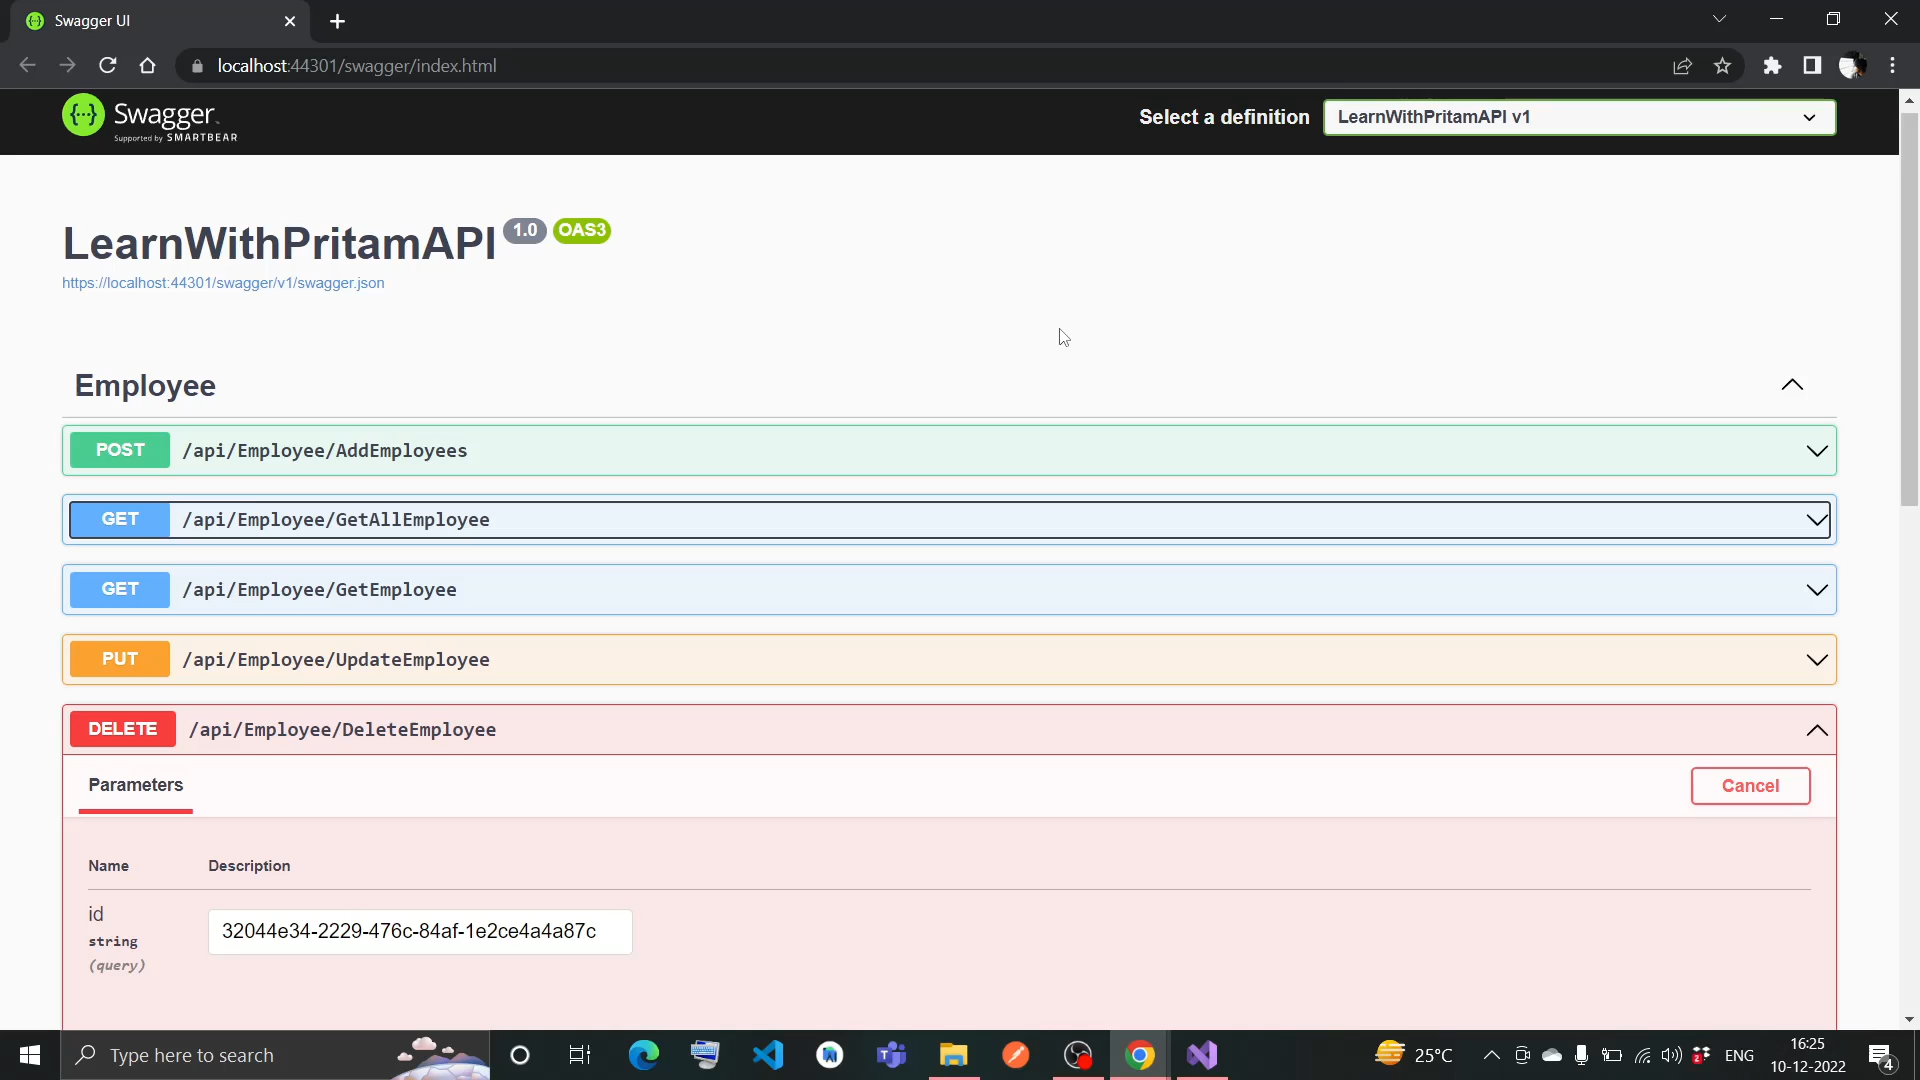 Swagger UI
localhost:44301/swagger/index.html
Swagger
Supported by SMARTBEAR
Select a definition
LearnWithPritamAPI v1
LearnWithPritamAPI 1.0 OAS3
https://localhost:44301/swagger/v1/swagger.json
Employee
POST /api/Employee/AddEmployees
GET /api/Employee/GetAllEmployee
GET /api/Employee/GetEmployee
PUT /api/Employee/UpdateEmployee
DELETE /api/Employee/DeleteEmployee
Parameters
Cancel
Name Description
id
string
(query)
32044e34-2229-476c-84af-1e2ce4a4a87c
Type here to search
25°C
ENG
16:25
10-12-2022
4